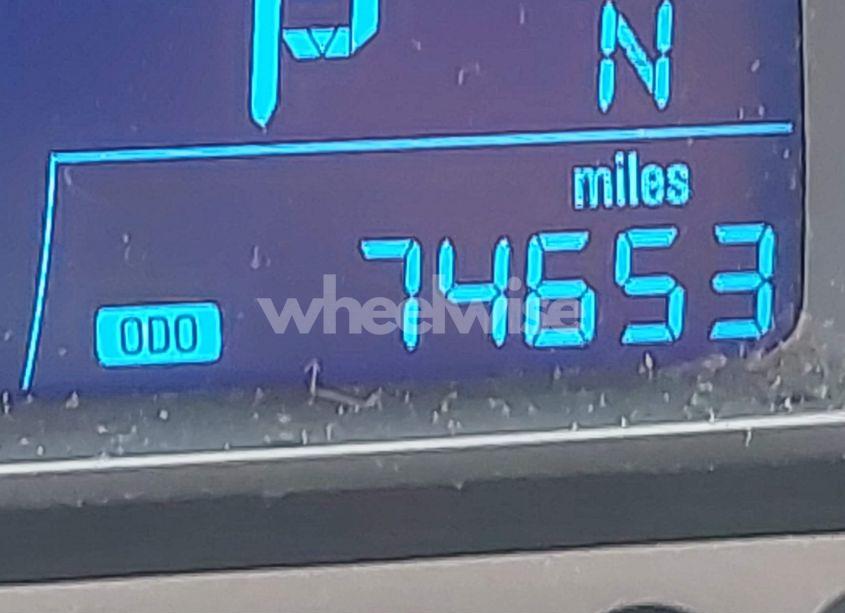 P N
miles
ODO 74653
wheelwise